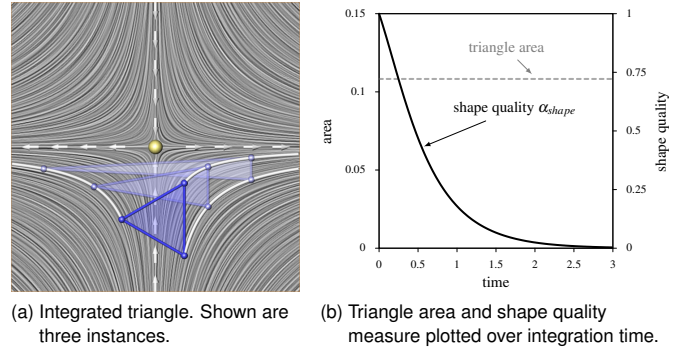 0.15
0.1
0.05
0
area
1
0.75
0.5
0.25
0
shape quality
triangle area
shape quality αshape
0
0.5
1
1.5
2
2.5
3
time
(a) Integrated triangle. Shown are
three instances.
(b) Triangle area and shape quality
measure plotted over integration time.